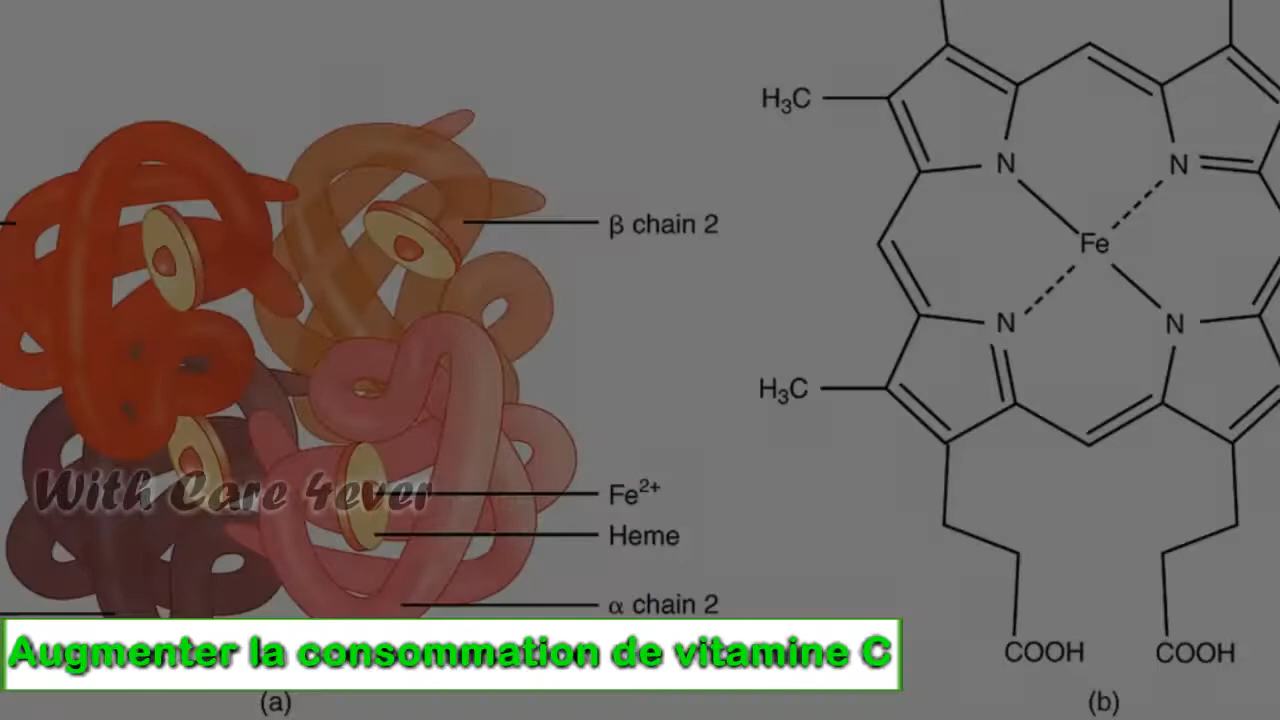 H₃C
N
N
β chain 2
Fe
N
N
H₃C
With Care 4ever
Fe²⁺
Heme
α chain 2
Augmenter la consommation de vitamine C
COOH
COOH
(a)
(b)